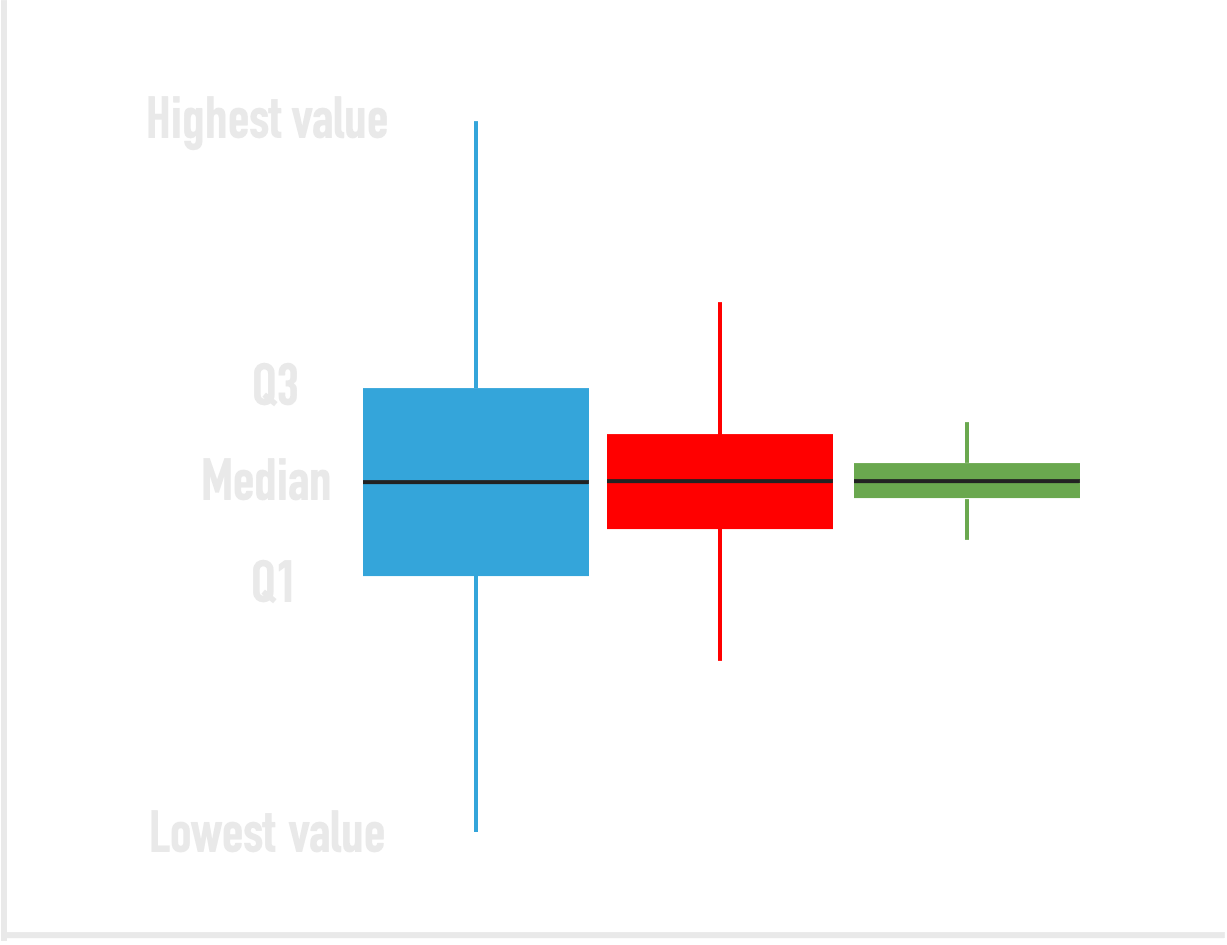 Highest value
Q3
Median
Q1
Lowest value